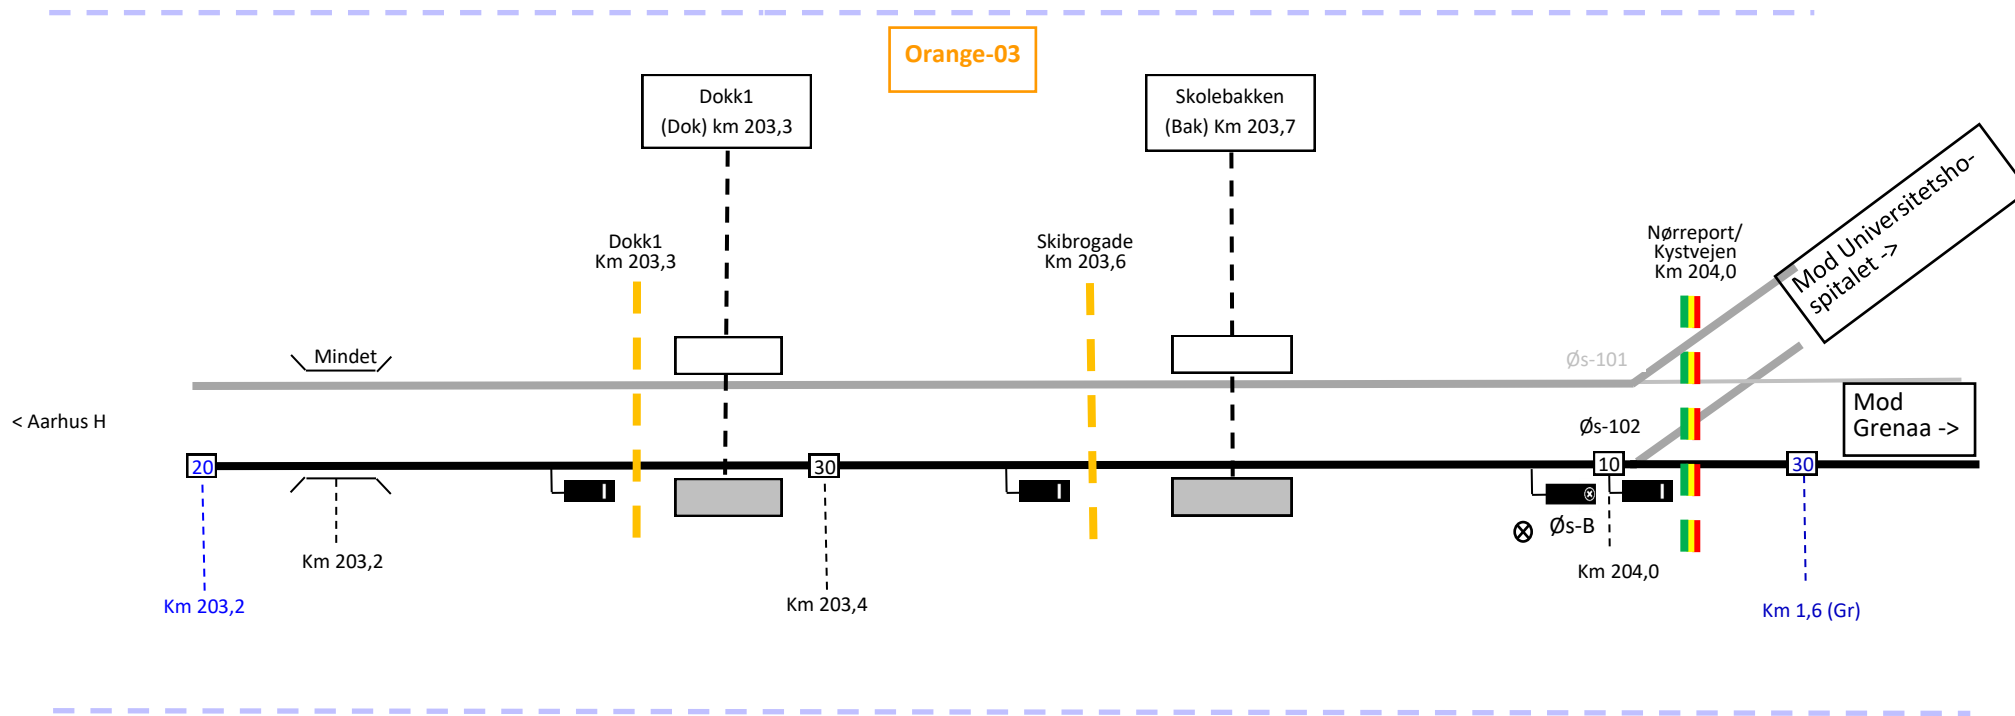 Orange-03
Dokk1
(Dok) km 203,3
Skolebakken
(Bak) Km 203,7
Mod Universitetsho-
spitalet ->
Dokk1
Km 203,3
Skibrogade
Km 203,6
Nørreport/
Kystvejen
Km 204,0
Mindet
Øs-101
< Aarhus H
Øs-102
Mod
Grenaa ->
20
30
10
30
Øs-B
Km 203,2
Km 204,0
Km 203,2
Km 203,4
Km 1,6 (Gr)